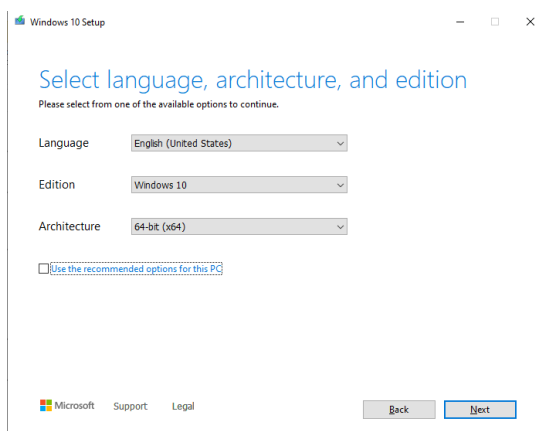 Windows 10 Setup
Select language, architecture, and edition
Please select from one of the available options to continue.
Language English (United States)
Edition Windows 10
Architecture 64-bit (x64)
Use the recommended options for this PC
Microsoft Support Legal Back Next